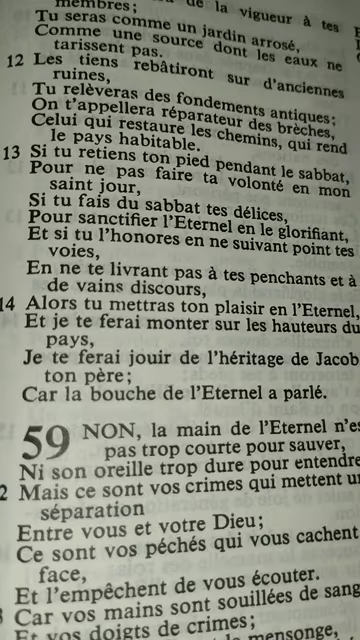 membres;
de la vigueur à tes
Tu seras comme un jardin arrosé,
Comme une source dont les eaux ne
tarissent pas.
12 Les tiens rebâtiront sur d'anciennes
ruines,
Tu relèveras des fondements antiques;
On t'appellera réparateur des brèches,
Celui qui restaure les chemins, qui rend
le pays habitable.
13 Si tu retiens ton pied pendant le sabbat,
Pour ne pas faire ta volonté en mon
saint jour,
Si tu fais du sabbat tes délices,
Pour sanctifier l'Eternel en le glorifiant,
Et si tu l'honores en ne suivant point tes
voies,
En ne te livrant pas à tes penchants et à
de vains discours,
14 Alors tu mettras ton plaisir en l'Eternel,
Et je te ferai monter sur les hauteurs du
pays,
Je te ferai jouir de l'héritage de Jacob
ton père;
Car la bouche de l'Eternel a parlé.
59 NON, la main de l'Eternel n'es
pas trop courte pour sauver,
Ni son oreille trop dure pour entendre
2 Mais ce sont vos crimes qui mettent un
séparation
Entre vous et votre Dieu;
Ce sont vos péchés qui vous cachent
face,
Et l'empêchent de vous écouter.
3 Car vos mains sont souillées de sang
Et vos doigts de crimes;
mensonge,